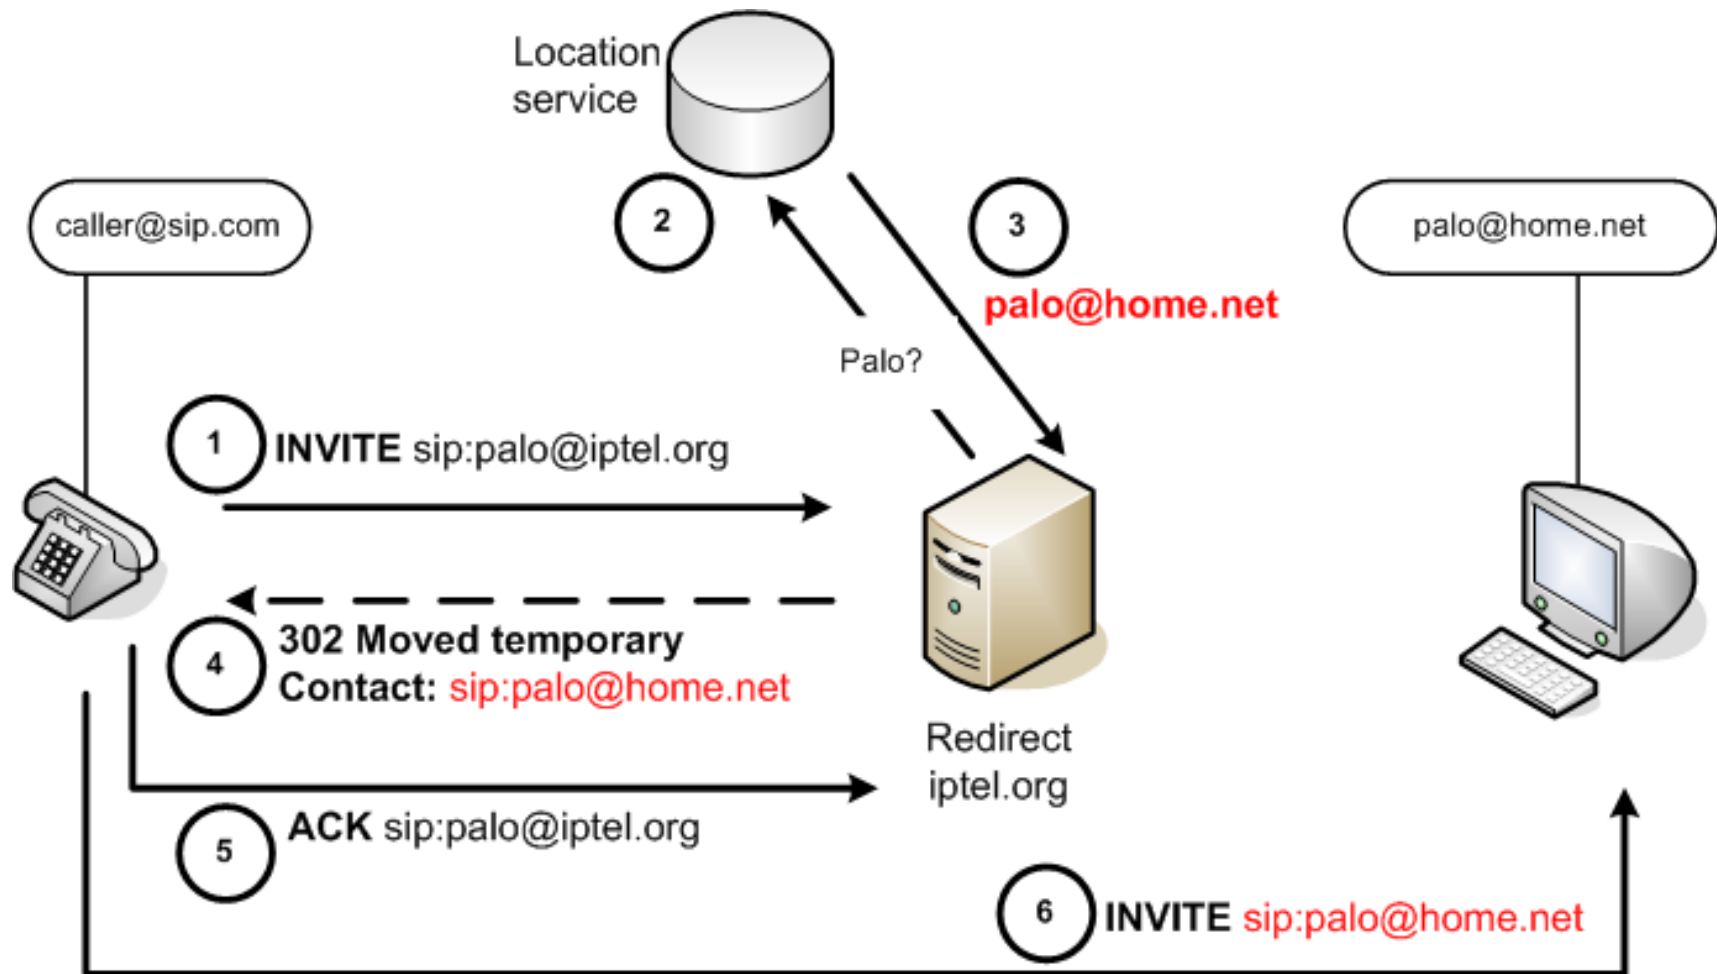 Location
service
2
3
caller@sip.com
palo@home.net
palo@home.net
Palo?
1
INVITE sip:palo@iptel.org
4
302 Moved temporary
Contact: sip:palo@home.net
Redirect
iptel.org
5
ACK sip:palo@iptel.org
6
INVITE sip:palo@home.net